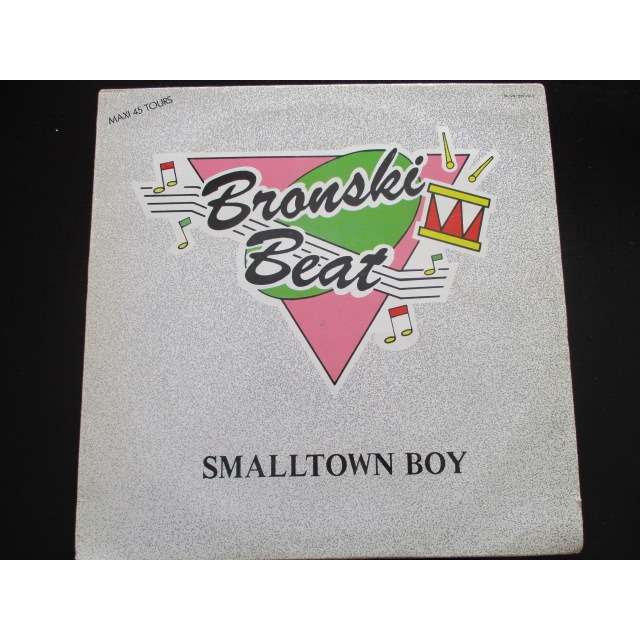 MAXI 45 TOURS
Bronski
Beat
SMALLTOWN BOY